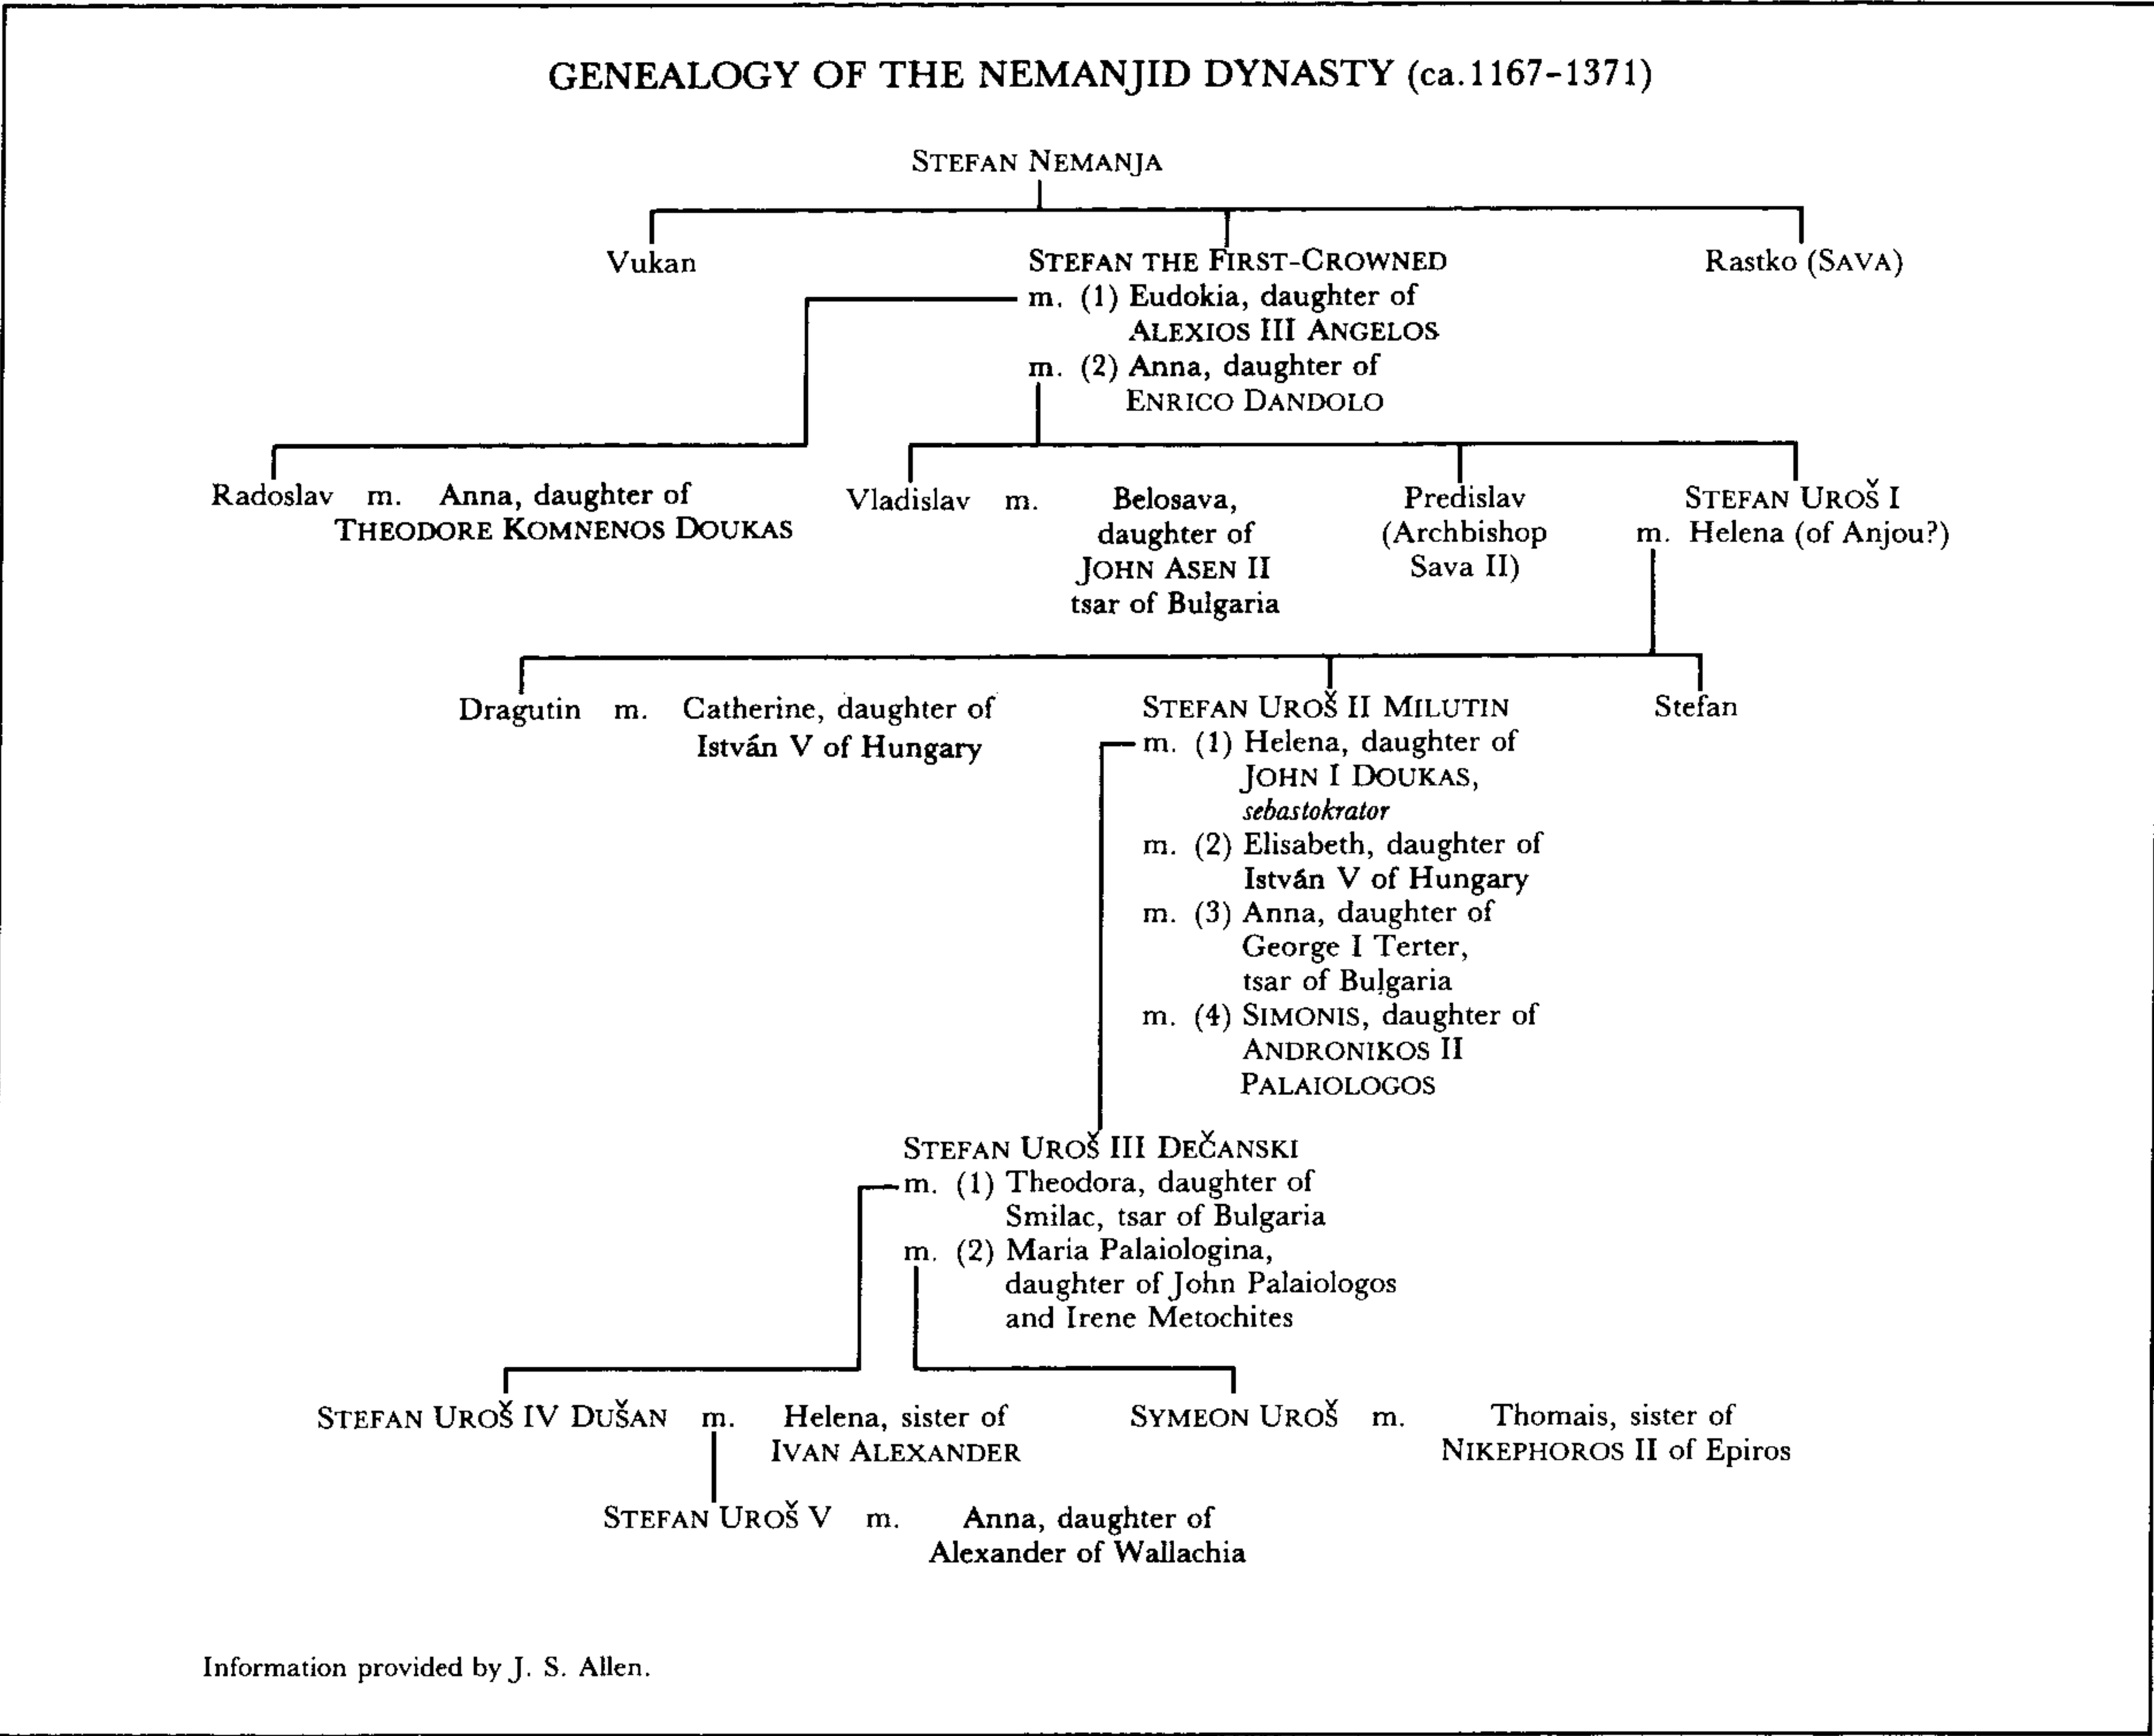 GENEALOGY OF THE NEMANJID DYNASTY (ca.1167-1371)
STEFAN NEMANJA
Vukan
STEFAN THE FIRST-CROWNED
m. (1) Eudokia, daughter of
ALEXIOS III ANGELOS
m. (2) Anna, daughter of
ENRICO DANDOLO
Rastko (SAVA)
Radoslav m. Anna, daughter of
THEODORE KOMNENOS DOUKAS
Vladislav m. Belosava,
daughter of
JOHN ASEN II
tsar of Bulgaria
Predislav
(Archbishop
Sava II)
STEFAN UROŠ I
m. Helena (of Anjou?)
Dragutin m. Catherine, daughter of
István V of Hungary
STEFAN UROŠ II MILUTIN
m. (1) Helena, daughter of
JOHN I DOUKAS,
sebastokrator
m. (2) Elisabeth, daughter of
István V of Hungary
m. (3) Anna, daughter of
George I Terter,
tsar of Bulgaria
m. (4) SIMONIS, daughter of
ANDRONIKOS II
PALAIOLOGOS
Stefan
STEFAN UROŠ III DEČANSKI
m. (1) Theodora, daughter of
Smilac, tsar of Bulgaria
m. (2) Maria Palaiologina,
daughter of John Palaiologos
and Irene Metochites
STEFAN UROŠ IV DUŠAN m. Helena, sister of
IVAN ALEXANDER
SYMEON UROŠ m. Thomais, sister of
NIKEPHOROS II of Epiros
STEFAN UROŠ V m. Anna, daughter of
Alexander of Wallachia
Information provided by J. S. Allen.